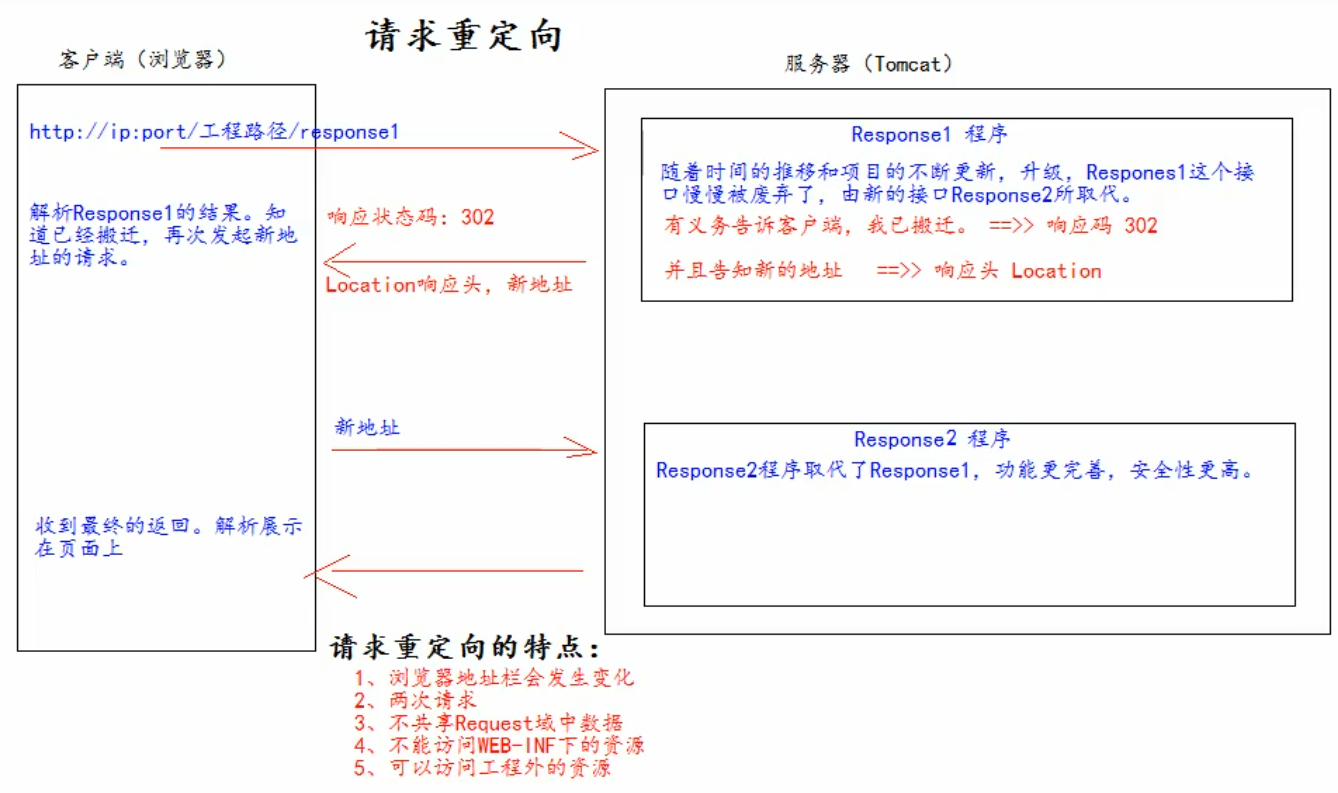 请求重定向
客户端（浏览器）
服务器（Tomcat）
http://ip:port/工程路径/response1
解析Response1的结果。知
道已经搬迁，再次发起新地
址的请求。
响应状态码：302
Location响应头，新地址
Response1 程序
随着时间的推移和项目的不断更新，升级，Respones1这个接
口慢慢被废弃了，由新的接口Response2所取代。
有义务告诉客户端，我已搬迁。 ==>> 响应码 302
并且告知新的地址 ==>> 响应头 Location
新地址
Response2 程序
Response2程序取代了Response1，功能更完善，安全性更高。
收到最终的返回。解析展示
在页面上
请求重定向的特点：
1、浏览器地址栏会发生变化
2、两次请求
3、不共享Request域中数据
4、不能访问WEB-INF下的资源
5、可以访问工程外的资源